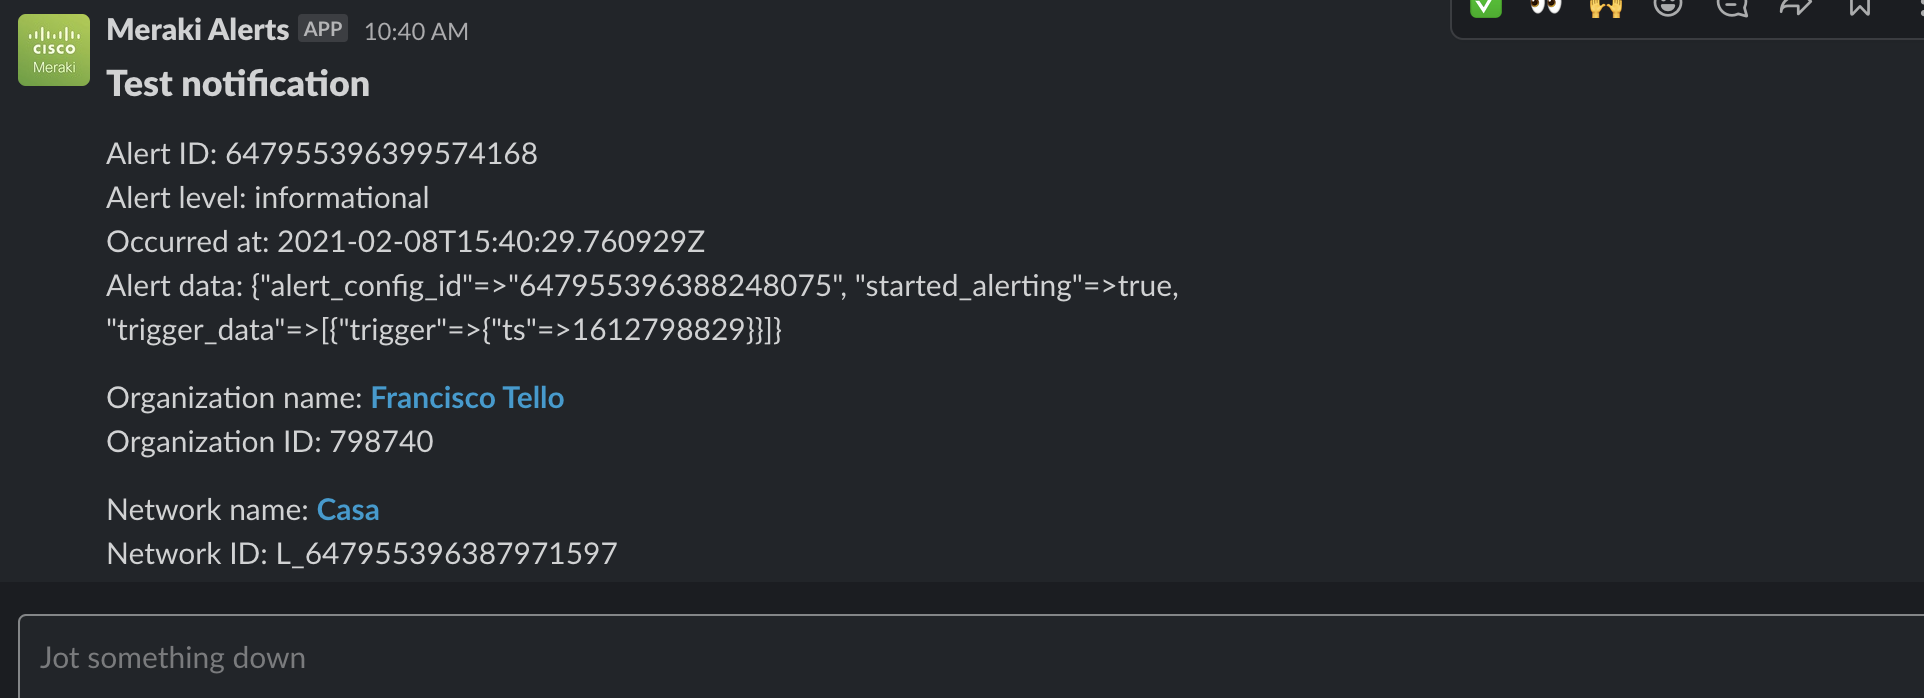 CISCO
Meraki
Meraki Alerts APP 10:40 AM
Test notification
Alert ID: 647955396399574168
Alert level: informational
Occurred at: 2021-02-08T15:40:29.760929Z
Alert data: {"alert_config_id"=>"647955396388248075", "started_alerting"=>true,
"trigger_data"=>[{"trigger"=>{"ts"=>1612798829}}]}
Organization name: Francisco Tello
Organization ID: 798740
Network name: Casa
Network ID: L_647955396387971597
Jot something down